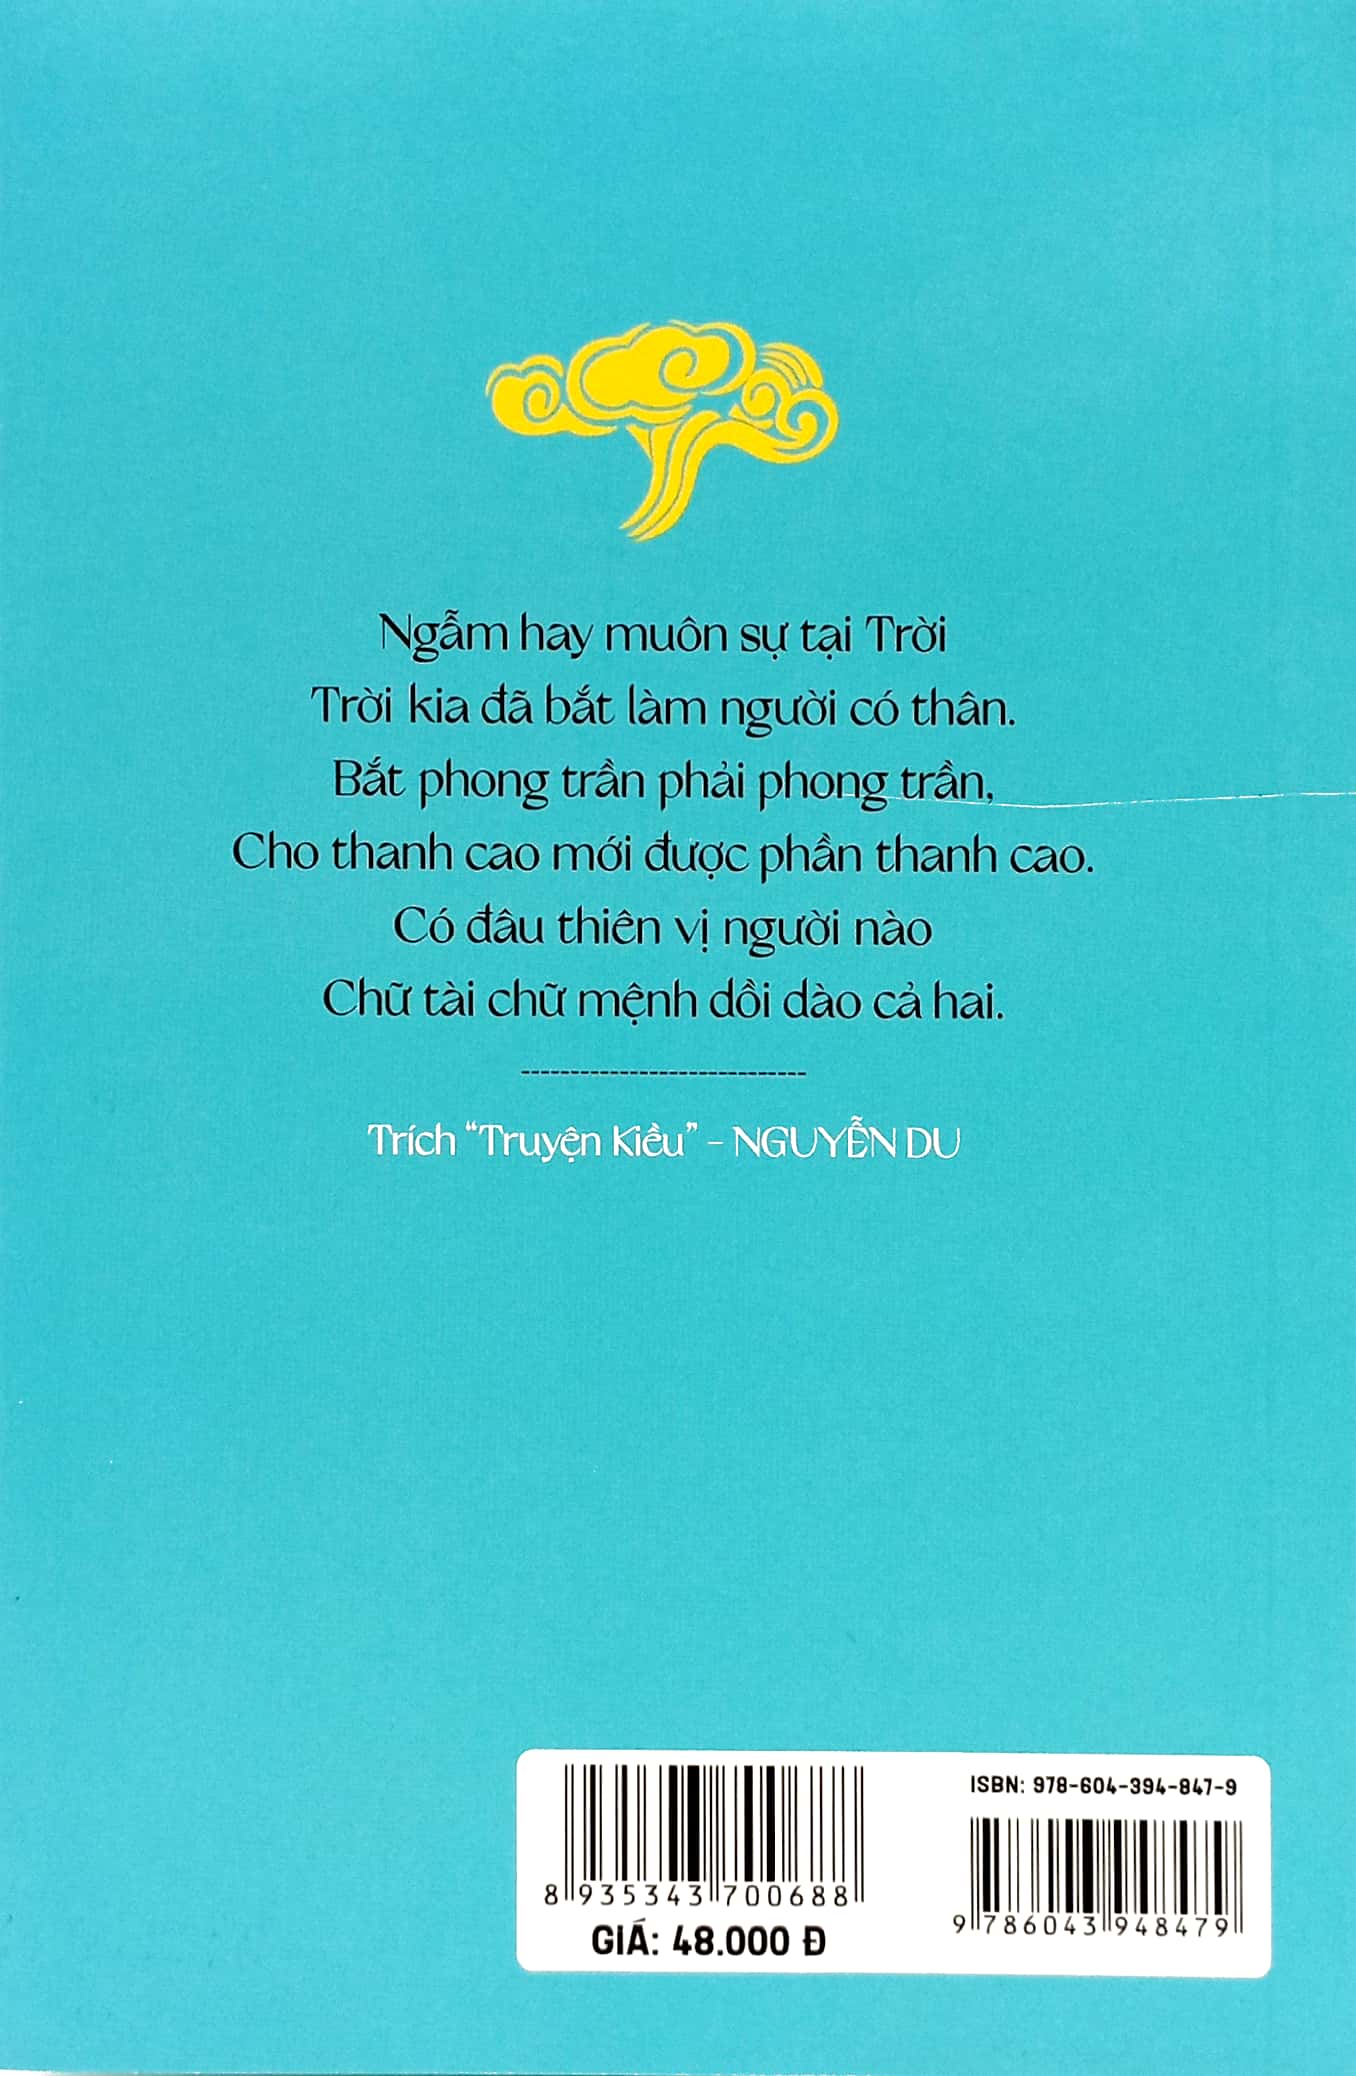 Ngẫm hay muôn sự tại Trời
Trời kia đã bắt làm người có thân.
Bắt phong trần phải phong trần,
Cho thanh cao mới được phần thanh cao.
Có đâu thiên vị người nào
Chữ tài chữ mệnh dồi dào cả hai.
----------------------------
Trích “Truyện Kiều” - NGUYỄN DU
8 935343 700688
GIÁ: 48.000 Đ
ISBN: 978-604-394-847-9
9 786043 948479